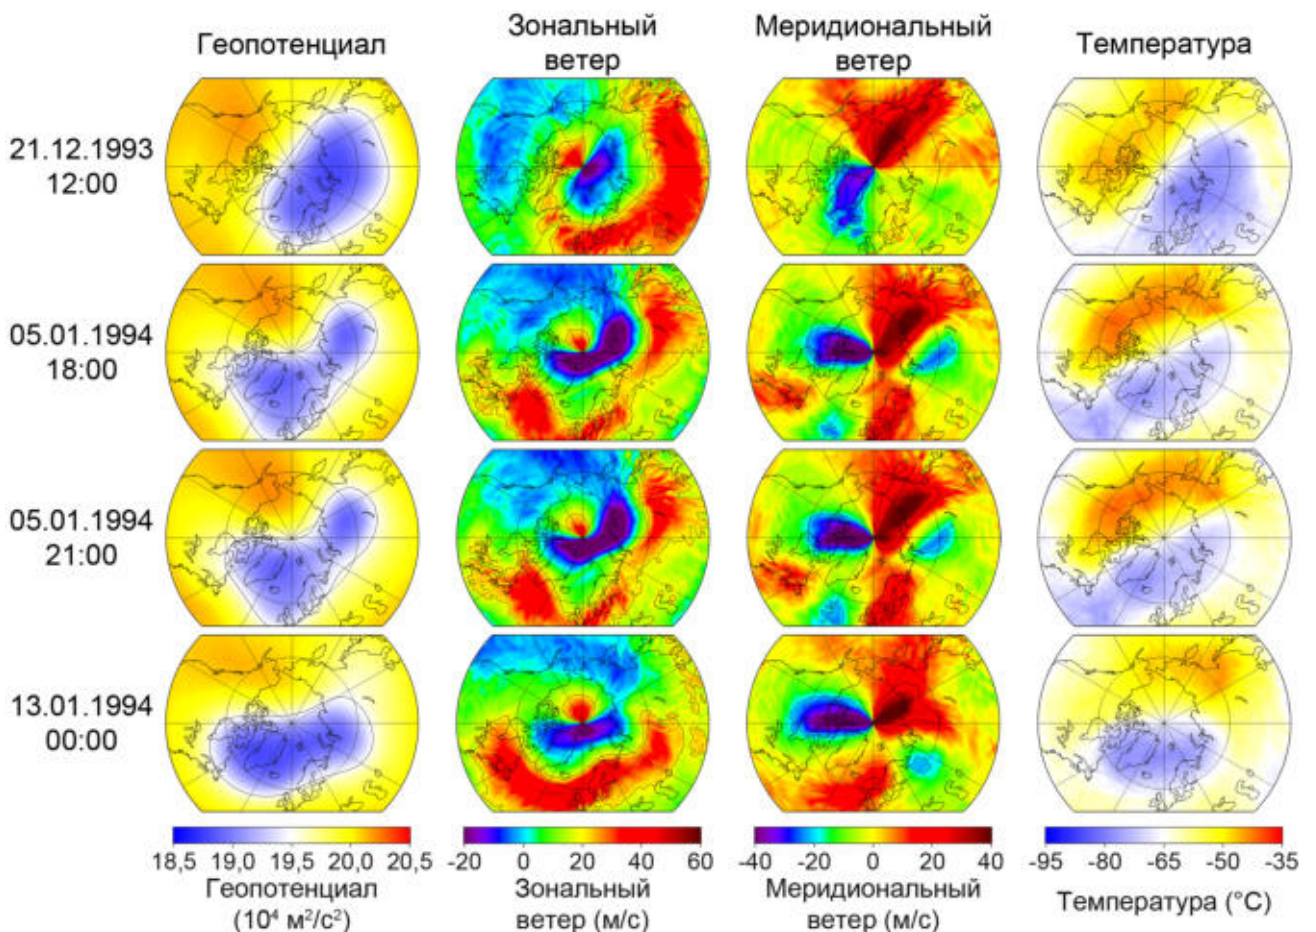 Геопотенциал
Зональный
ветер
Меридиональный
ветер
Температура
21.12.1993
12:00
05.01.1994
18:00
05.01.1994
21:00
13.01.1994
00:00
18,5 19,0 19,5 20,0 20,5
Геопотенциал
(10⁴ м²/с²)
-20 0 20 40 60
Зональный
ветер (м/с)
-40 -20 0 20 40
Меридиональный
ветер (м/с)
-95 -80 -65 -50 -35
Температура (°C)